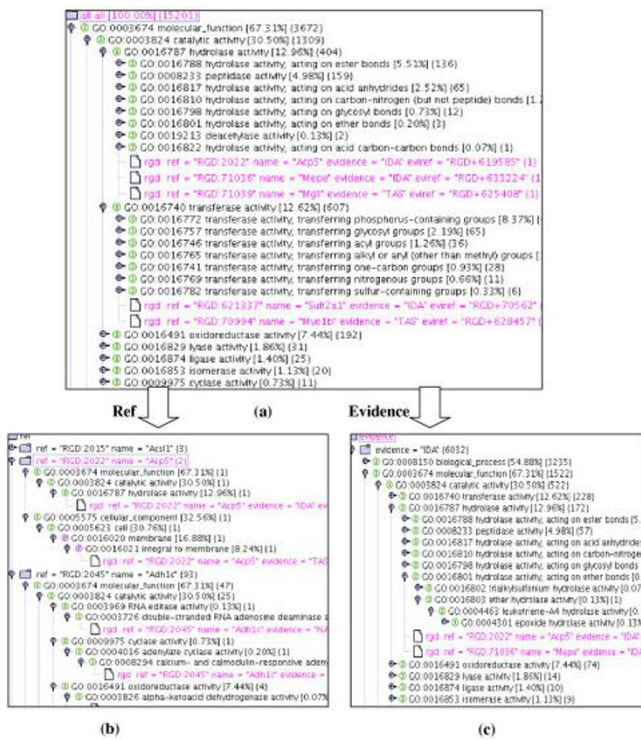 all all [100.00%] (15201)
GO:0003674 molecular_function [67.31%] (3672)
GO:0003824 catalytic activity [30.50%] (1309)
GO:0016787 hydrolase activity [12.96%] (404)
GO:0016788 hydrolase activity, acting on ester bonds [5.51%] (136)
GO:0008233 peptidase activity [4.98%] (159)
GO:0016817 hydrolase activity, acting on acid anhydrides [2.52%] (65)
GO:0016810 hydrolase activity, acting on carbon-nitrogen (but not peptide) bonds [1.
GO:0016798 hydrolase activity, acting on glycosyl bonds [0.73%] (12)
GO:0016801 hydrolase activity, acting on ether bonds [0.20%] (3)
GO:0019213 deacetylase activity [0.13%] (2)
GO:0016822 hydrolase activity, acting on acid carbon-carbon bonds [0.07%] (1)
rgd ref = "RGD:2022" name = "Acp5" evidence = "IDA" eviref = "RGD+619585" (1)
rgd ref = "RGD:71036" name = "Mepe" evidence = "IDA" eviref = "RGD+633224" (1)
rgd ref = "RGD:71039" name = "Mgll" evidence = "TAS" eviref = "RGD+625408" (1)
GO:0016740 transferase activity [12.62%] (607)
GO:0016772 transferase activity, transferring phosphorus-containing groups [8.37%] (
GO:0016757 transferase activity, transferring glycosyl groups [2.19%] (65)
GO:0016746 transferase activity, transferring acyl groups [1.26%] (36)
GO:0016765 transferase activity, transferring alkyl or aryl (other than methyl) groups [
GO:0016741 transferase activity, transferring one-carbon groups [0.93%] (28)
GO:0016769 transferase activity, transferring nitrogenous groups [0.66%] (11)
GO:0016782 transferase activity, transferring sulfur-containing groups [0.33%] (6)
rgd ref = "RGD:621337" name = "Sult2a1" evidence = "IDA" eviref = "RGD+70562" (
rgd ref = "RGD:70994" name = "Myo1b" evidence = "TAS" eviref = "RGD+628457" (
GO:0016491 oxidoreductase activity [7.44%] (192)
GO:0016829 lyase activity [1.86%] (31)
GO:0016874 ligase activity [1.40%] (25)
GO:0016853 isomerase activity [1.13%] (20)
GO:0009975 cyclase activity [0.73%] (11)
Ref (a) Evidence
ref
ref = "RGD:2015" name = "Acsl1" (3)
ref = "RGD:2022" name = "Acp5" (2)
GO:0003674 molecular_function [67.31%] (1)
GO:0003824 catalytic activity [30.50%] (1)
GO:0016787 hydrolase activity [12.96%] (1)
rgd ref = "RGD:2022" name = "Acp5" evidence = "IDA" ev
GO:0005575 cellular_component [32.56%] (1)
GO:0005623 cell [30.76%] (1)
GO:0016020 membrane [16.88%] (1)
GO:0016021 integral to membrane [8.24%] (1)
rgd ref = "RGD:2022" name = "Acp5" evidence = "TAS
ref = "RGD:2045" name = "Adh1c" (93)
GO:0003674 molecular_function [67.31%] (47)
GO:0003824 catalytic activity [30.50%] (25)
GO:0003969 RNA editase activity [0.13%] (1)
GO:0003726 double-stranded RNA adenosine deaminase a
rgd ref = "RGD:2045" name = "Adh1c" evidence =
GO:0009975 cyclase activity [0.73%] (1)
GO:0004016 adenylate cyclase activity [0.20%] (1)
GO:0008294 calcium- and calmodulin-responsive aden
rgd ref = "RGD:2045" name = "Adh1c" evidence =
GO:0016491 oxidoreductase activity [7.44%] (4)
GO:0003826 alpha-ketoacid dehydrogenase activity [0.07%
(b)
evidence
evidence = "IDA" (6032)
GO:0008150 biological_process [54.88%] (3235)
GO:0003674 molecular_function [67.31%] (1522)
GO:0003824 catalytic activity [30.50%] (522)
GO:0016740 transferase activity [12.62%] (228)
GO:0016787 hydrolase activity [12.96%] (172)
GO:0016788 hydrolase activity, acting on ester bonds [5.
GO:0008233 peptidase activity [4.98%] (57)
GO:0016817 hydrolase activity, acting on acid anhydrides
GO:0016810 hydrolase activity, acting on carbon-nitrogen
GO:0016798 hydrolase activity, acting on glycosyl bonds
GO:0016801 hydrolase activity, acting on ether bonds [0.
GO:0016802 trialkylsulfonium hydrolase activity [0.07
GO:0016803 ether hydrolase activity [0.13%] (1)
GO:0004463 leukotriene-A4 hydrolase activity [0.
GO:0004301 epoxide hydrolase activity [0.13%
rgd ref = "RGD:2022" name = "Acp5" evidence = "IDA"
rgd ref = "RGD:71036" name = "Mepe" evidence = "IDA
GO:0016491 oxidoreductase activity [7.44%] (74)
GO:0016829 lyase activity [1.86%] (14)
GO:0016874 ligase activity [1.40%] (10)
GO:0016853 isomerase activity [1.13%] (9)
(c)